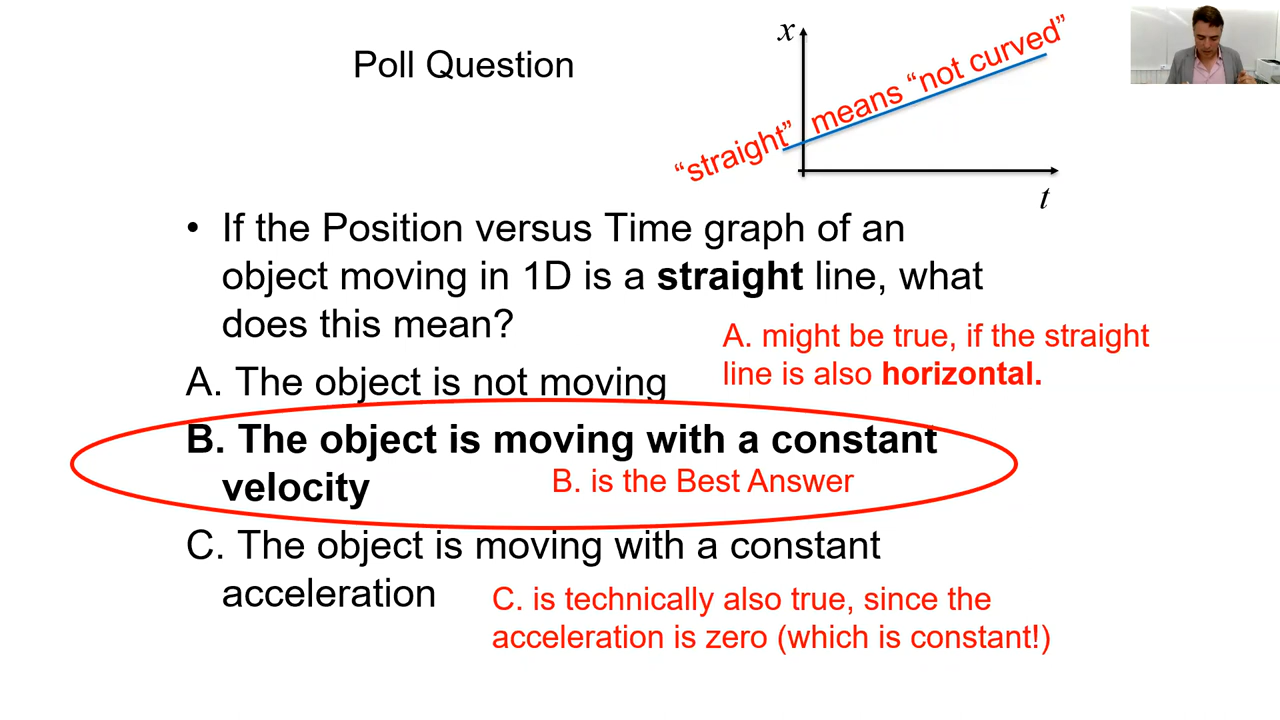 Poll Question
x
“straight” means “not curved”
t
• If the Position versus Time graph of an
object moving in 1D is a straight line, what
does this mean?
A. might be true, if the straight
line is also horizontal.
A. The object is not moving
B. The object is moving with a constant
velocity
B. is the Best Answer
C. The object is moving with a constant
acceleration
C. is technically also true, since the
acceleration is zero (which is constant!)